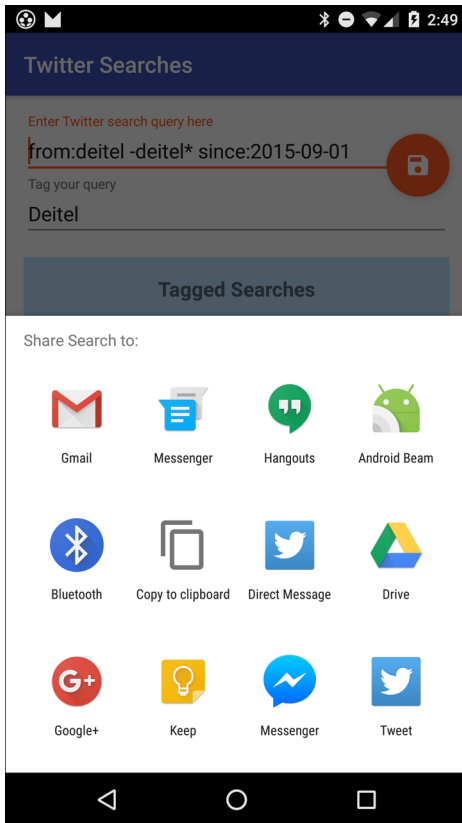 2:49
Twitter Searches
Enter Twitter search query here
from:deitel -deitel* since:2015-09-01
Tag your query
Deitel
Tagged Searches
Share Search to:
Gmail Messenger Hangouts Android Beam
Bluetooth Copy to clipboard Direct Message Drive
G+
Google+ Keep Messenger Tweet